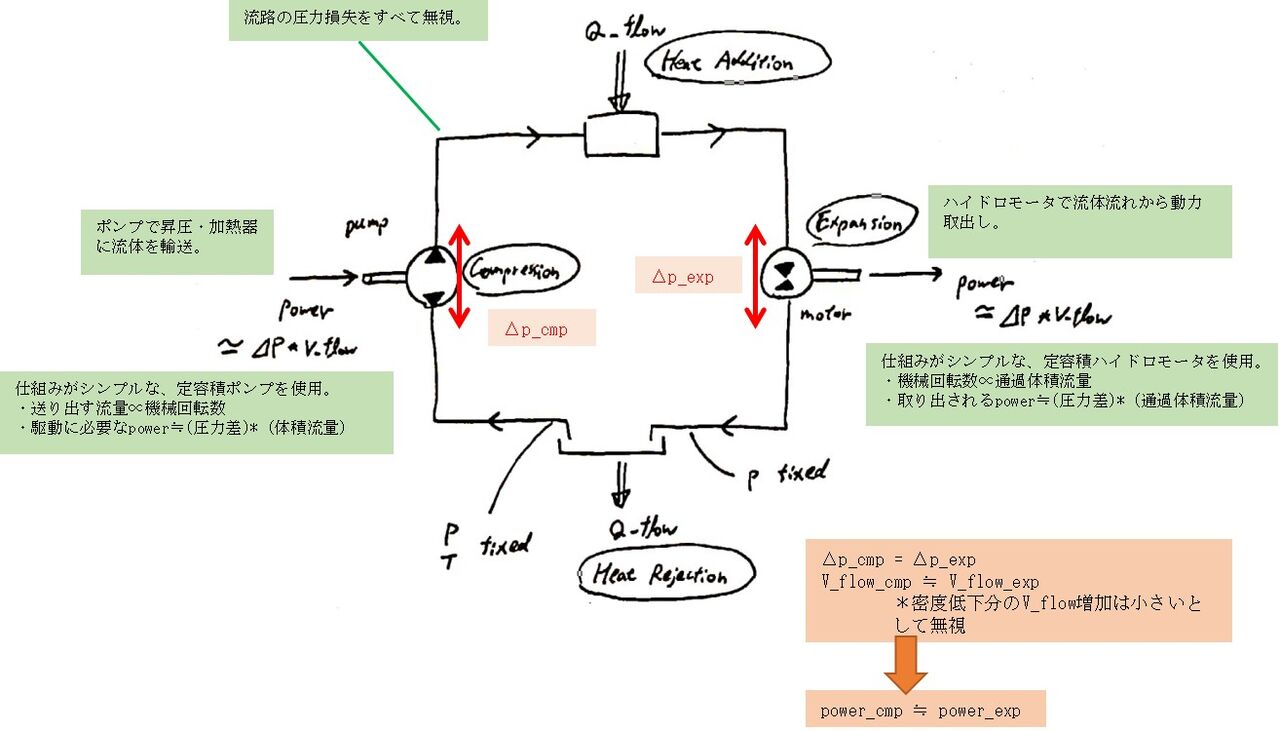 流路の圧力損失をすべて無視。
Q_flow
Heat Addition
ポンプで昇圧・加熱器
に流体を輸送。
pump
Compression
power
≃ ΔP * V_flow
△p_cmp
△p_exp
Expansion
ハイドロモータで流体流れから動力
取出し。
motor
power
≃ ΔP * V_flow
仕組みがシンプルな、定容積ポンプを使用。
・送り出す流量∝機械回転数
・駆動に必要なpower≒(圧力差)* (体積流量)
仕組みがシンプルな、定容積ハイドロモータを使用。
・機械回転数∝通過体積流量
・取り出されるpower≒(圧力差)* (通過体積流量)
P
T fixed
Q_flow
Heat Rejection
P fixed
△p_cmp = △p_exp
V_flow_cmp ≒ V_flow_exp
＊密度低下分のV_flow増加は小さいと
して無視
power_cmp ≒ power_exp